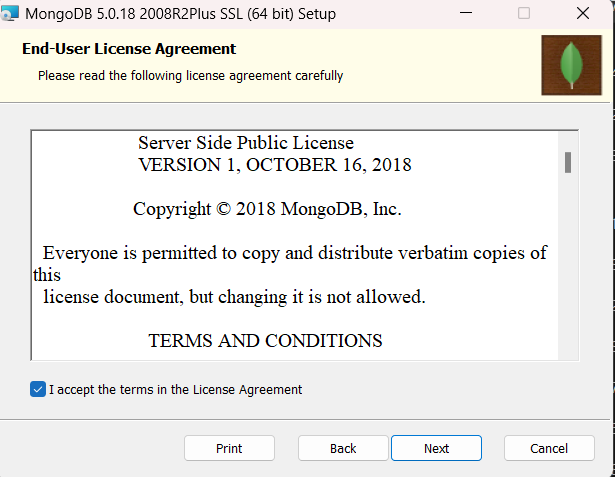 MongoDB 5.0.18 2008R2Plus SSL (64 bit) Setup
End-User License Agreement
Please read the following license agreement carefully
Server Side Public License
VERSION 1, OCTOBER 16, 2018
Copyright © 2018 MongoDB, Inc.
Everyone is permitted to copy and distribute verbatim copies of
this
license document, but changing it is not allowed.
TERMS AND CONDITIONS
I accept the terms in the License Agreement
Print
Back
Next
Cancel